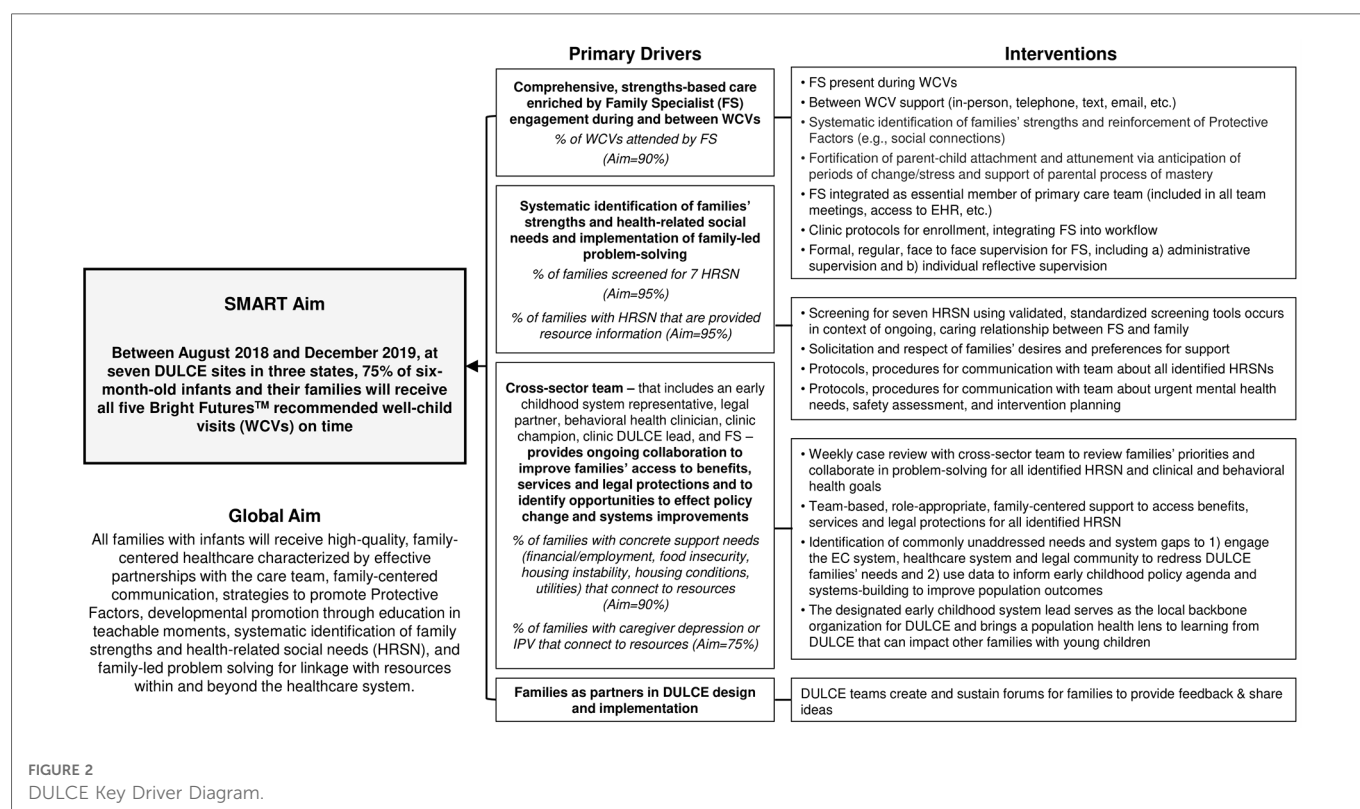 Primary Drivers
Interventions
Comprehensive, strengths-based care
enriched by Family Specialist (FS)
engagement during and between WCVs
% of WCVs attended by FS
(Aim=90%)
• FS present during WCVs
• Between WCV support (in-person, telephone, text, email, etc.)
• Systematic identification of families’ strengths and reinforcement of Protective
Factors (e.g., social connections)
• Fortification of parent-child attachment and attunement via anticipation of
periods of change/stress and support of parental process of mastery
• FS integrated as essential member of primary care team (included in all team
meetings, access to EHR, etc.)
• Clinic protocols for enrollment, integrating FS into workflow
• Formal, regular, face to face supervision for FS, including a) administrative
supervision and b) individual reflective supervision
Systematic identification of families’
strengths and health-related social
needs and implementation of family-led
problem-solving
% of families screened for 7 HRSN
(Aim=95%)
% of families with HRSN that are provided
resource information (Aim=95%)
• Screening for seven HRSN using validated, standardized screening tools occurs
in context of ongoing, caring relationship between FS and family
• Solicitation and respect of families’ desires and preferences for support
• Protocols, procedures for communication with team about all identified HRSNs
• Protocols, procedures for communication with team about urgent mental health
needs, safety assessment, and intervention planning
SMART Aim
Between August 2018 and December 2019, at
seven DULCE sites in three states, 75% of six-
month-old infants and their families will receive
all five Bright Futures™ recommended well-child
visits (WCVs) on time
Cross-sector team – that includes an early
childhood system representative, legal
partner, behavioral health clinician, clinic
champion, clinic DULCE lead, and FS –
provides ongoing collaboration to
improve families’ access to benefits,
services and legal protections and to
identify opportunities to effect policy
change and systems improvements
% of families with concrete support needs
(financial/employment, food insecurity,
housing instability, housing conditions,
utilities) that connect to resources
(Aim=90%)
% of families with caregiver depression or
IPV that connect to resources (Aim=75%)
• Weekly case review with cross-sector team to review families’ priorities and
collaborate in problem-solving for all identified HRSN and clinical and behavioral
health goals
• Team-based, role-appropriate, family-centered support to access benefits,
services and legal protections for all identified HRSN
• Identification of commonly unaddressed needs and system gaps to 1) engage
the EC system, healthcare system and legal community to redress DULCE
families’ needs and 2) use data to inform early childhood policy agenda and
systems-building to improve population outcomes
• The designated early childhood system lead serves as the local backbone
organization for DULCE and brings a population health lens to learning from
DULCE that can impact other families with young children
Global Aim
All families with infants will receive high-quality, family-
centered healthcare characterized by effective
partnerships with the care team, family-centered
communication, strategies to promote Protective
Factors, developmental promotion through education in
teachable moments, systematic identification of family
strengths and health-related social needs (HRSN), and
family-led problem solving for linkage with resources
within and beyond the healthcare system.
Families as partners in DULCE design
and implementation
DULCE teams create and sustain forums for families to provide feedback & share
ideas
FIGURE 2
DULCE Key Driver Diagram.